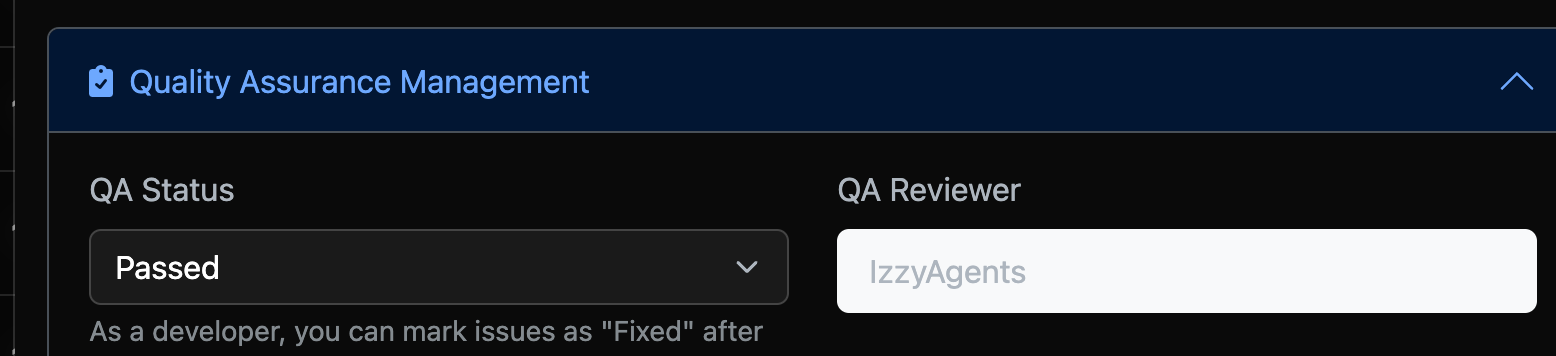 Quality Assurance Management
QA Status
QA Reviewer
Passed
IzzyAgents
As a developer, you can mark issues as "Fixed" after